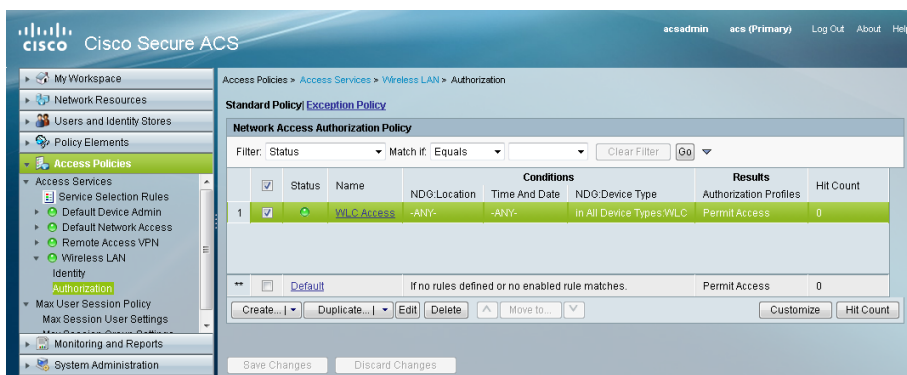 CISCO Cisco Secure ACS
acsadmin acs (Primary) Log Out About Help
My Workspace
Network Resources
Users and Identity Stores
Policy Elements
Access Policies
Access Services
Service Selection Rules
Default Device Admin
Default Network Access
Remote Access VPN
Wireless LAN
Identity
Authorization
Max User Session Policy
Max Session User Settings
Max Session Group Settings
Monitoring and Reports
System Administration
Access Policies > Access Services > Wireless LAN > Authorization
Standard Policy| Exception Policy
Network Access Authorization Policy
Filter: Status Match if: Equals Clear Filter Go
Status Name Conditions Results Hit Count
NDG:Location Time And Date NDG:Device Type Authorization Profiles
1 WLC Access -ANY- -ANY- in All Device Types:WLC Permit Access 0
** Default If no rules defined or no enabled rule matches. Permit Access 0
Create... | Duplicate... | Edit Delete Move to... Customize Hit Count
Save Changes Discard Changes